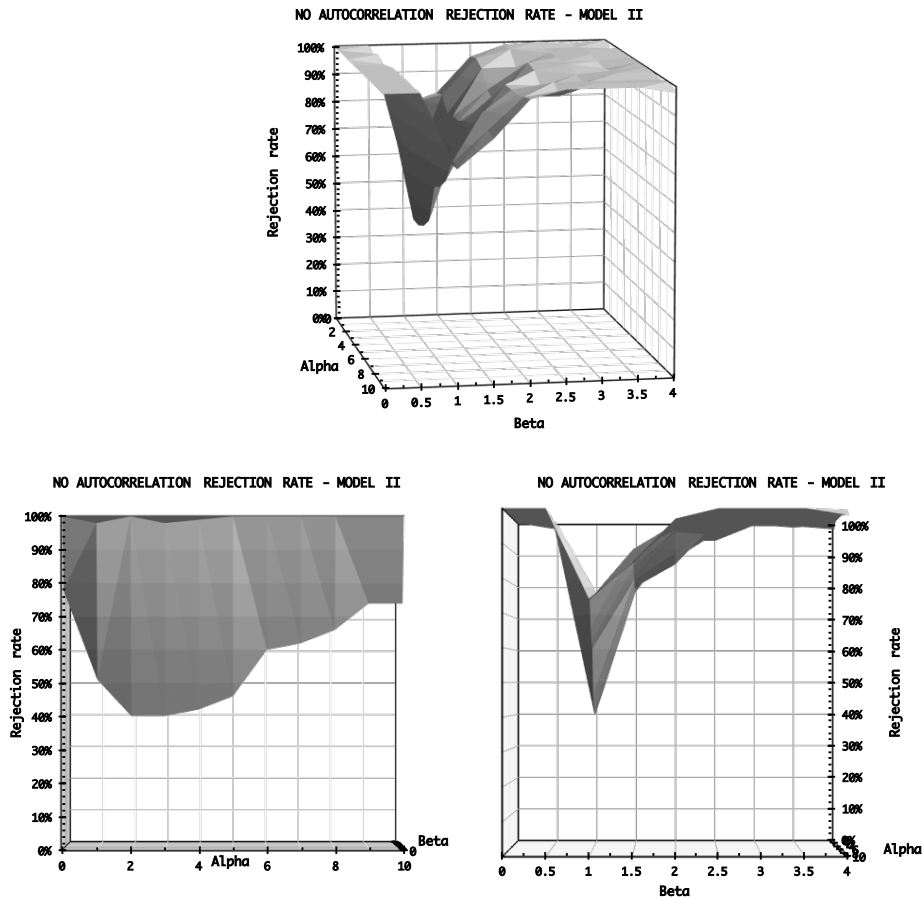 NO AUTOCORRELATION REJECTION RATE - MODEL II
100%
90%
80%
70%
60%
50%
40%
30%
20%
10%
0%
0
2
4
6
8
10
Rejection rate
Alpha
0 0.5 1 1.5 2 2.5 3 3.5 4
Beta
NO AUTOCORRELATION REJECTION RATE - MODEL II
100%
90%
80%
70%
60%
50%
40%
30%
20%
10%
0%
Rejection rate
0 2 4 6 8 10
Alpha
Beta
0
NO AUTOCORRELATION REJECTION RATE - MODEL II
100%
90%
80%
70%
60%
50%
40%
30%
20%
10%
0%
Rejection rate
10
Alpha
0 0.5 1 1.5 2 2.5 3 3.5 4
Beta